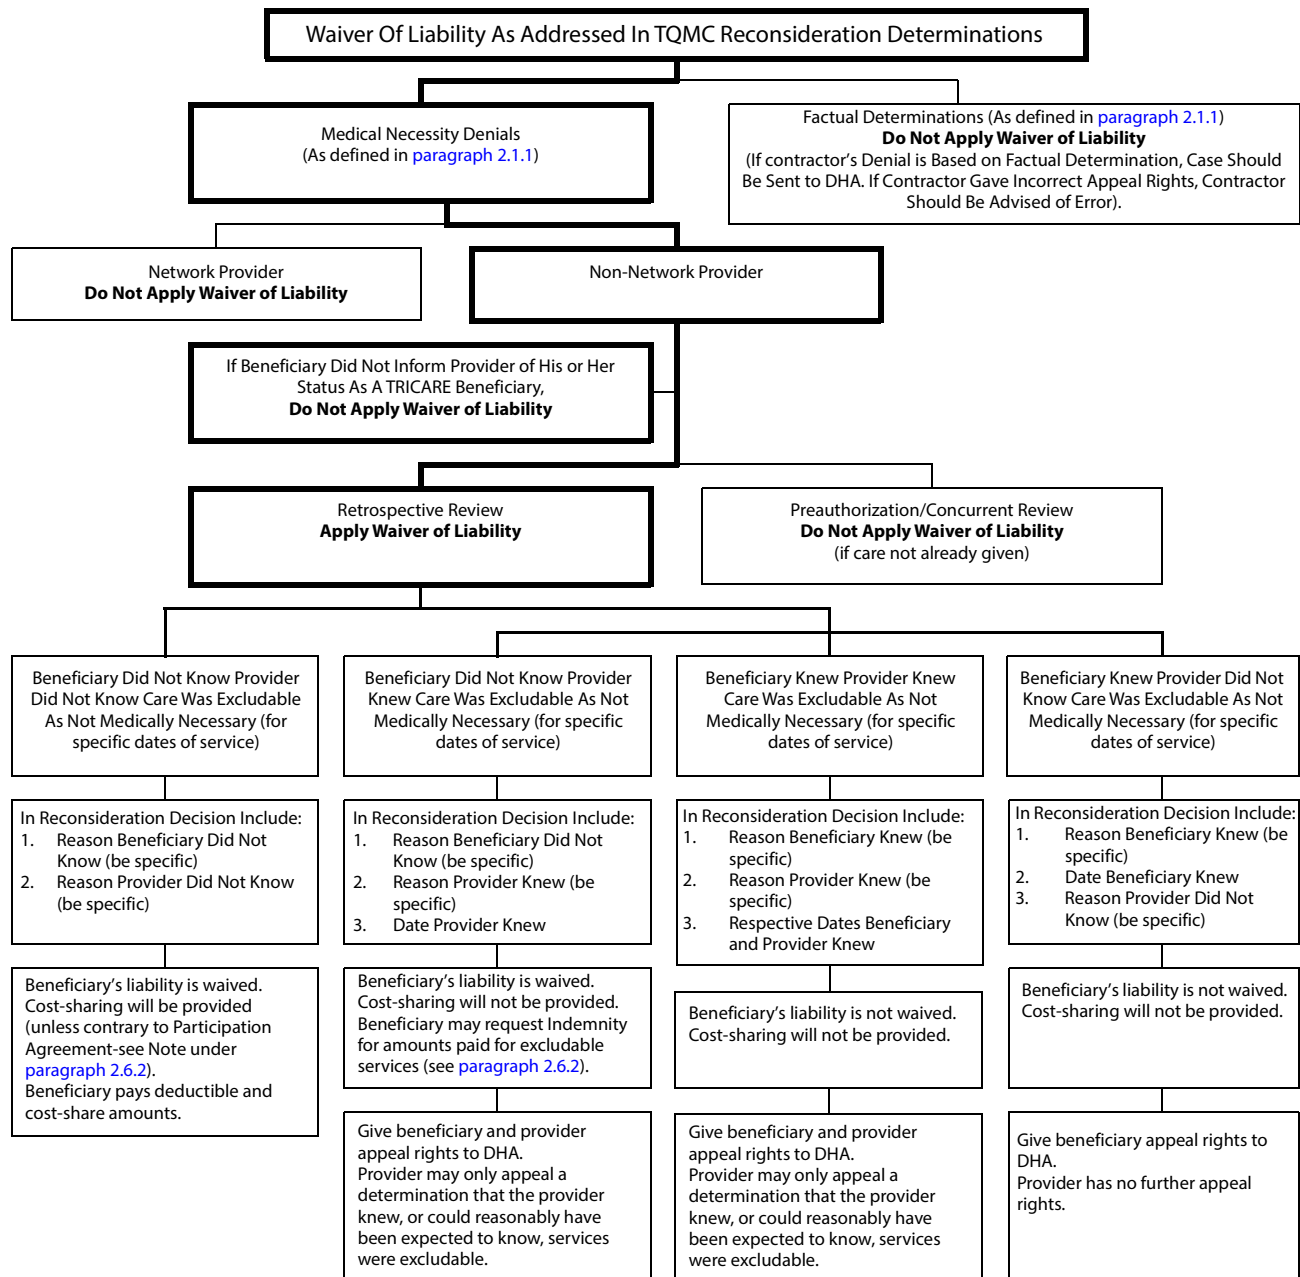 Waiver Of Liability As Addressed In TQMC Reconsideration Determinations
Medical Necessity Denials
(As defined in paragraph 2.1.1)
Factual Determinations (As defined in paragraph 2.1.1)
Do Not Apply Waiver of Liability
(If contractor's Denial is Based on Factual Determination, Case Should
Be Sent to DHA. If Contractor Gave Incorrect Appeal Rights, Contractor
Should Be Advised of Error).
Network Provider
Do Not Apply Waiver of Liability
Non-Network Provider
If Beneficiary Did Not Inform Provider of His or Her
Status As A TRICARE Beneficiary,
Do Not Apply Waiver of Liability
Retrospective Review
Apply Waiver of Liability
Preauthorization/Concurrent Review
Do Not Apply Waiver of Liability
(if care not already given)
Beneficiary Did Not Know Provider
Did Not Know Care Was Excludable
As Not Medically Necessary (for
specific dates of service)
Beneficiary Did Not Know Provider
Knew Care Was Excludable As Not
Medically Necessary (for specific
dates of service)
Beneficiary Knew Provider Knew
Care Was Excludable As Not
Medically Necessary (for specific
dates of service)
Beneficiary Knew Provider Did Not
Know Care Was Excludable As Not
Medically Necessary (for specific
dates of service)
In Reconsideration Decision Include:
1. Reason Beneficiary Did Not
Know (be specific)
2. Reason Provider Did Not Know
(be specific)
In Reconsideration Decision Include:
1. Reason Beneficiary Did Not
Know (be specific)
2. Reason Provider Knew (be
specific)
3. Date Provider Knew
In Reconsideration Decision Include:
1. Reason Beneficiary Knew (be
specific)
2. Reason Provider Knew (be
specific)
3. Respective Dates Beneficiary
and Provider Knew
In Reconsideration Decision Include:
1. Reason Beneficiary Knew (be
specific)
2. Date Beneficiary Knew
3. Reason Provider Did Not
Know (be specific)
Beneficiary's liability is waived.
Cost-sharing will be provided
(unless contrary to Participation
Agreement-see Note under
paragraph 2.6.2).
Beneficiary pays deductible and
cost-share amounts.
Beneficiary's liability is waived.
Cost-sharing will not be provided.
Beneficiary may request Indemnity
for amounts paid for excludable
services (see paragraph 2.6.2).
Beneficiary's liability is not waived.
Cost-sharing will not be provided.
Beneficiary's liability is not waived.
Cost-sharing will not be provided.
Give beneficiary and provider
appeal rights to DHA.
Provider may only appeal a
determination that the provider
knew, or could reasonably have
been expected to know, services
were excludable.
Give beneficiary and provider
appeal rights to DHA.
Provider may only appeal a
determination that the provider
knew, or could reasonably have
been expected to know, services
were excludable.
Give beneficiary appeal rights to
DHA.
Provider has no further appeal
rights.